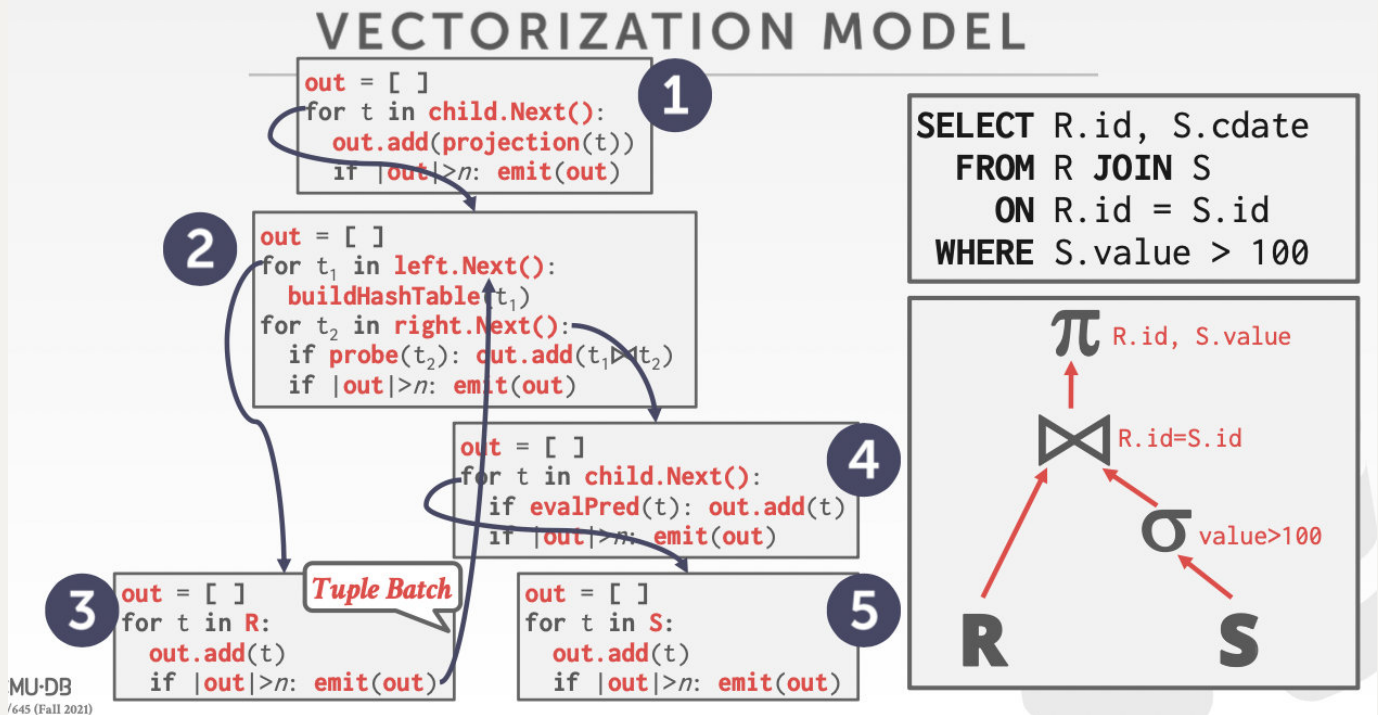 VECTORIZATION MODEL
1
out = [ ]
for t in child.Next():
out.add(projection(t))
if |out|>n: emit(out)
2
out = [ ]
for t₁ in left.Next():
buildHashTable(t₁)
for t₂ in right.Next():
if probe(t₂): out.add(t₁⨝t₂)
if |out|>n: emit(out)
4
out = [ ]
for t in child.Next():
if evalPred(t): out.add(t)
if |out|>n: emit(out)
3
out = [ ]
for t in R:
out.add(t)
if |out|>n: emit(out)
Tuple Batch
5
out = [ ]
for t in S:
out.add(t)
if |out|>n: emit(out)
SELECT R.id, S.cdate
FROM R JOIN S
ON R.id = S.id
WHERE S.value > 100
π R.id, S.value
⨝ R.id=S.id
σ value>100
R S
MU·DB
/645 (Fall 2021)